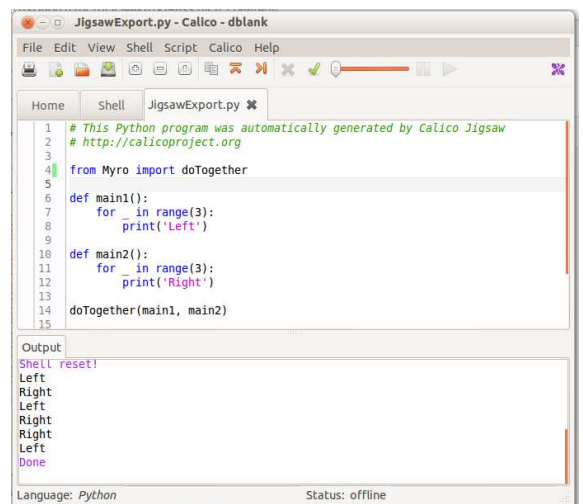 JigsawExport.py - Calico - dblank
File Edit View Shell Script Calico Help
Home Shell JigsawExport.py
1 # This Python program was automatically generated by Calico Jigsaw
2 # http://calicoproject.org
3
4 from Myro import doTogether
5
6 def main1():
7     for _ in range(3):
8         print('Left')
9
10 def main2():
11     for _ in range(3):
12         print('Right')
13
14 doTogether(main1, main2)
15
Output
Shell reset!
Left
Right
Left
Right
Right
Left
Done
Language: Python Status: offline